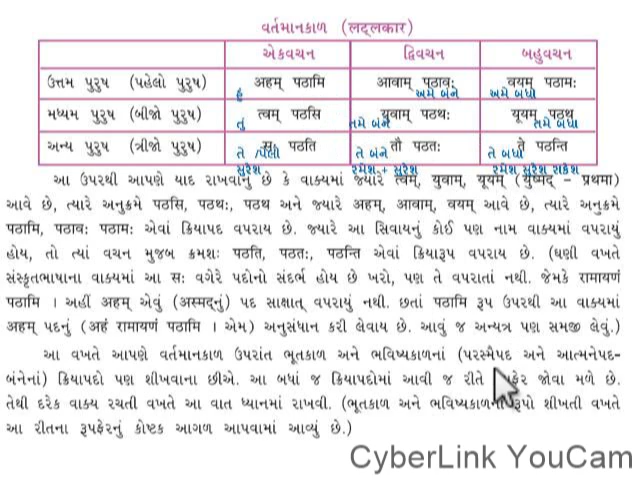 વર્તમાનકાળ (लट्लकार)
એકવચન દ્વિવચન બહુવચન
ઉત્તમ પુરુષ (પહેલો પુરુષ) अहम् पठामि आवाम् पठावः वयम् पठामः
હું અમે બંને અમે બધા
મધ્યમ પુરુષ (બીજો પુરુષ) त्वम् पठसि युवाम् पठथः यूयम् पठथ
તું તમે બંને તમે બધા
અન્ય પુરુષ (ત્રીજો પુરુષ) सः पठति तौ पठतः ते पठन्ति
તે /પેલો તે બંને તે બધા
સુરેશ રમેશ + સુરેશ રમેશ સુરેશ રાકેશ
આ ઉપરથી આપણે યાદ રાખવાનું છે કે વાક્યમાં જ્યારે त्वम्, युवाम्, यूयम् (युष्मद् – प्रथमा)
આવે છે, ત્યારે અનુક્રમે पठसि, पठथः, पठथ અને જ્યારે अहम्, आवाम्, वयम् આવે છે, ત્યારે અનુક્રમે
पठामि, पठावः पठामः એવાં ક્રિયાપદ વપરાય છે. જ્યારે આ સિવાયનું કોઈ પણ નામ વાક્યમાં વપરાયું
હોય, તો ત્યાં વચન મુજબ ક્રમશઃ पठति, पठतः, पठन्ति એવાં ક્રિયારૂપ વપરાય છે. (ઘણી વખતે
સંસ્કૃતભાષાના વાક્યમાં આ सः વગેરે પદોનો સંદર્ભ હોય છે ખરો, પણ તે વપરાતાં નથી. જેમકે रामायणं
पठामि । અહીં अहम् એવું (अस्मद्નું) પદ સાક્ષાત્ વપરાયું નથી. છતાં पठामि રૂપ ઉપરથી આ વાક્યમાં
अहम् પદનું (अहं रामायणं पठामि । એમ) અનુસંધાન કરી લેવાય છે. આવું જ અન્યત્ર પણ સમજી લેવું.)
આ વખતે આપણે વર્તમાનકાળ ઉપરાંત ભૂતકાળ અને ભવિષ્યકાળનાં (પરસ્મૈપદ અને આત્મનેપદ-
બંનેનાં) ક્રિયાપદો પણ શીખવાના છીએ. આ બધાં જ ક્રિયાપદોમાં આવી જ રીતે જોવા મળે છે.
તેથી દરેક વાક્ય રચતી વખતે આ વાત ધ્યાનમાં રાખવી. (ભૂતકાળ અને ભવિષ્યકાળનાં રૂપો શીખતી વખતે
આ રીતના રૂપફેરનું કોષ્ટક આગળ આપવામાં આવ્યું છે.)
CyberLink YouCam